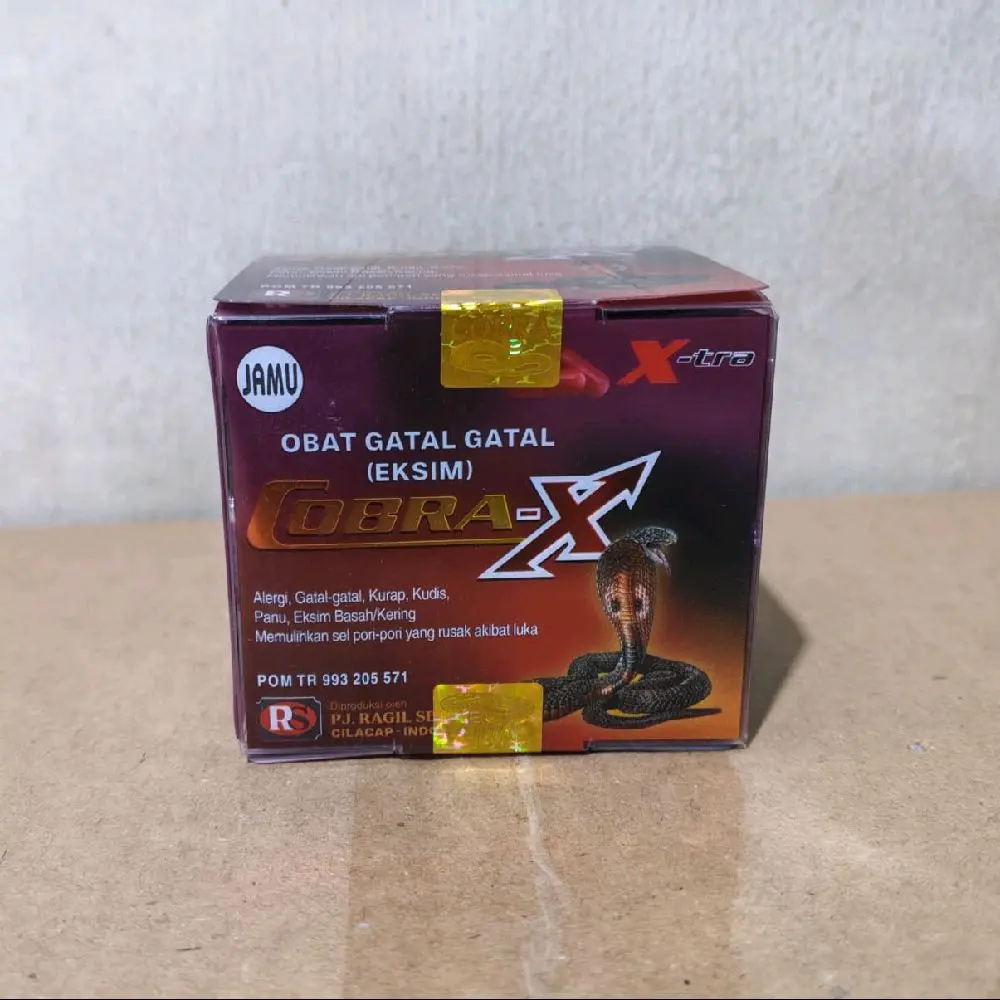 POM TR 993 205 571
COBRA
X-tra
JAMU
OBAT GATAL GATAL
(EKSIM)
COBRA-X
Alergi, Gatal-gatal, Kurap, Kudis,
Panu, Eksim Basah/Kering
Memulihkan sel pori-pori yang rusak akibat luka
POM TR 993 205 571
RS
Diproduksi oleh
PJ. RAGIL
CILACAP -